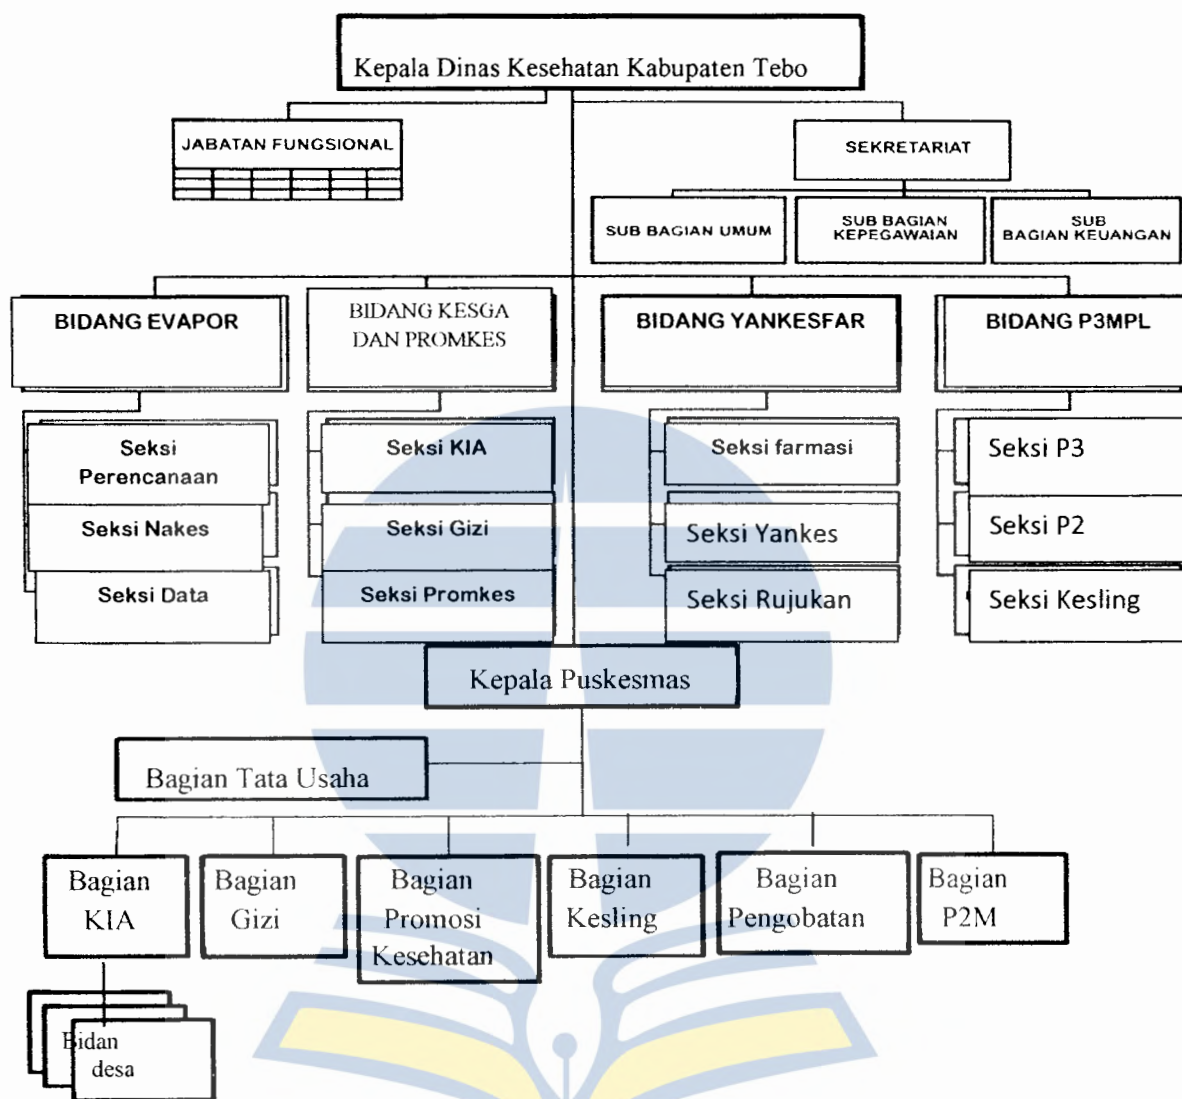 Kepala Dinas Kesehatan Kabupaten Tebo
JABATAN FUNGSIONAL
SEKRETARIAT
SUB BAGIAN UMUM
SUB BAGIAN
KEPEGAWAIAN
SUB
BAGIAN KEUANGAN
BIDANG EVAPOR
BIDANG KESGA
DAN PROMKES
BIDANG YANKESFAR
BIDANG P3MPL
Seksi
Perencanaan
Seksi Nakes
Seksi Data
Seksi KIA
Seksi Gizi
Seksi Promkes
Seksi farmasi
Seksi Yankes
Seksi Rujukan
Seksi P3
Seksi P2
Seksi Kesling
Kepala Puskesmas
Bagian Tata Usaha
Bagian
KIA
Bagian
Gizi
Bagian
Promosi
Kesehatan
Bagian
Kesling
Bagian
Pengobatan
Bagian
P2M
Bidan
desa